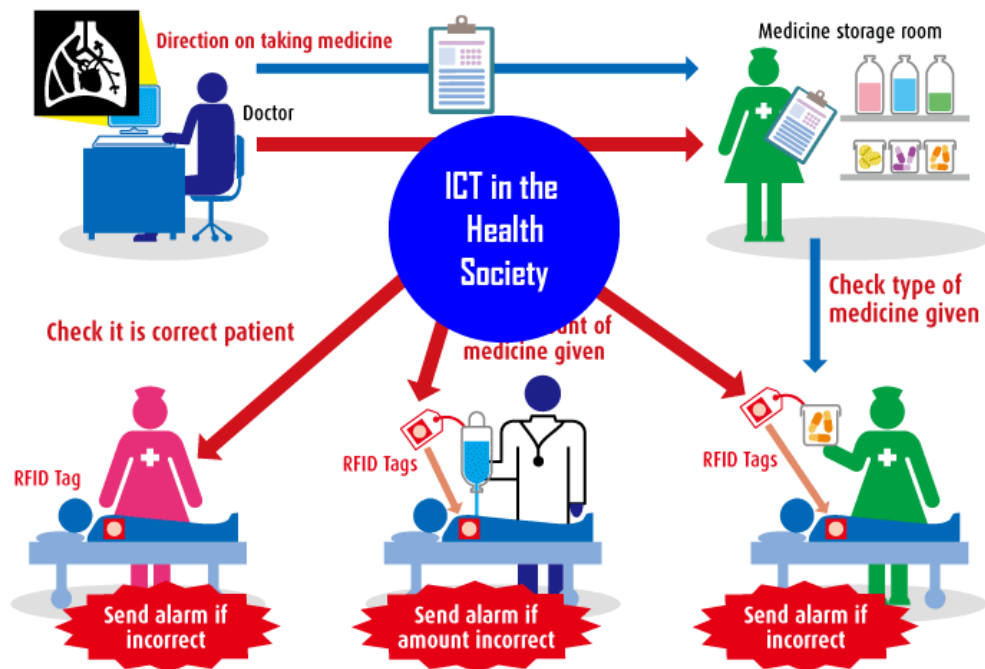 Direction on taking medicine
Medicine storage room
Doctor
ICT in the
Health
Society
Check type of
medicine given
Check it is correct patient
of
medicine given
RFID Tag
RFID Tags
RFID Tags
Send alarm if
incorrect
Send alarm if
amount incorrect
Send alarm if
incorrect